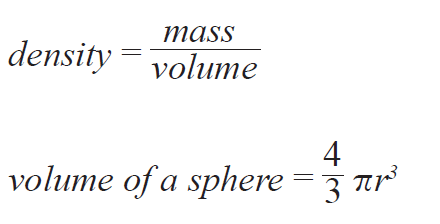 density = mass / volume
volume of a sphere = 4/3 πr³